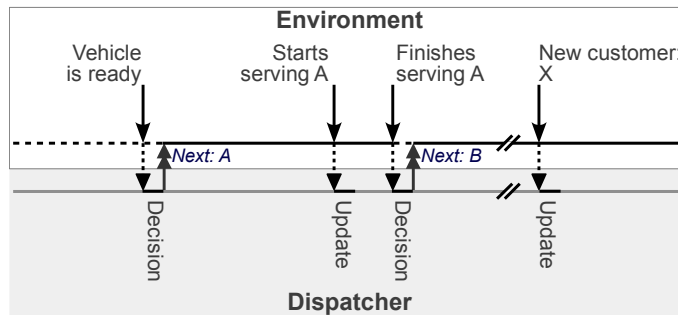 Environment
Vehicle
is ready
Starts
serving A
Finishes
serving A
New customer:
X
Next: A
Next: B
Decision
Update
Decision
Update
Dispatcher